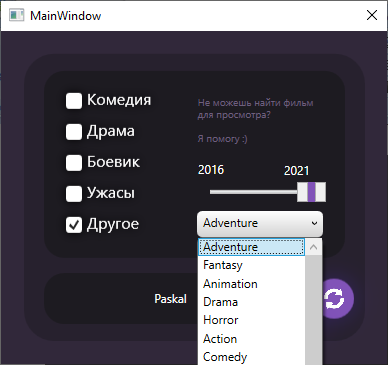 MainWindow
Комедия
Драма
Боевик
Ужасы
Другое
Не можешь найти фильм
для просмотра?
Я помогу :)
2016 2021
Adventure
Adventure
Fantasy
Animation
Drama
Horror
Action
Comedy
Paskal